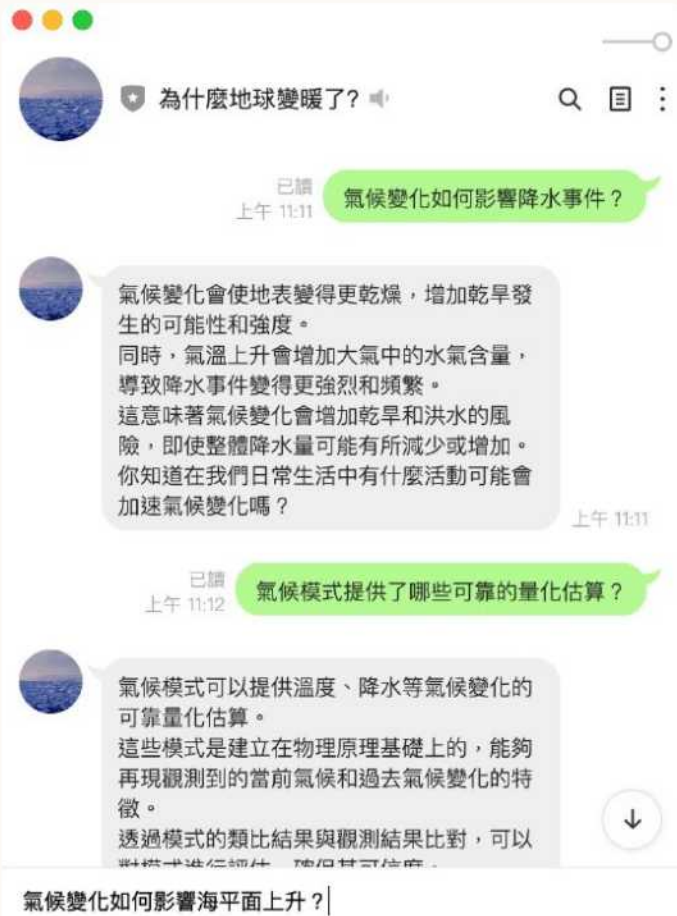 為什麼地球變暖了?
已讀
上午 11:11
氣候變化如何影響降水事件？
氣候變化會使地表變得更乾燥，增加乾旱發
生的可能性和強度。
同時，氣溫上升會增加大氣中的水氣含量，
導致降水事件變得更強烈和頻繁。
這意味著氣候變化會增加乾旱和洪水的風
險，即使整體降水量可能有所減少或增加。
你知道在我們日常生活中有什麼活動可能會
加速氣候變化嗎？
上午 11:11
已讀
上午 11:12
氣候模式提供了哪些可靠的量化估算？
氣候模式可以提供溫度、降水等氣候變化的
可靠量化估算。
這些模式是建立在物理原理基礎上的，能夠
再現觀測到的當前氣候和過去氣候變化的特
徵。
透過模式的類比結果與觀測結果比對，可以
對模式進行評估，確保其可信度。
氣候變化如何影響海平面上升？